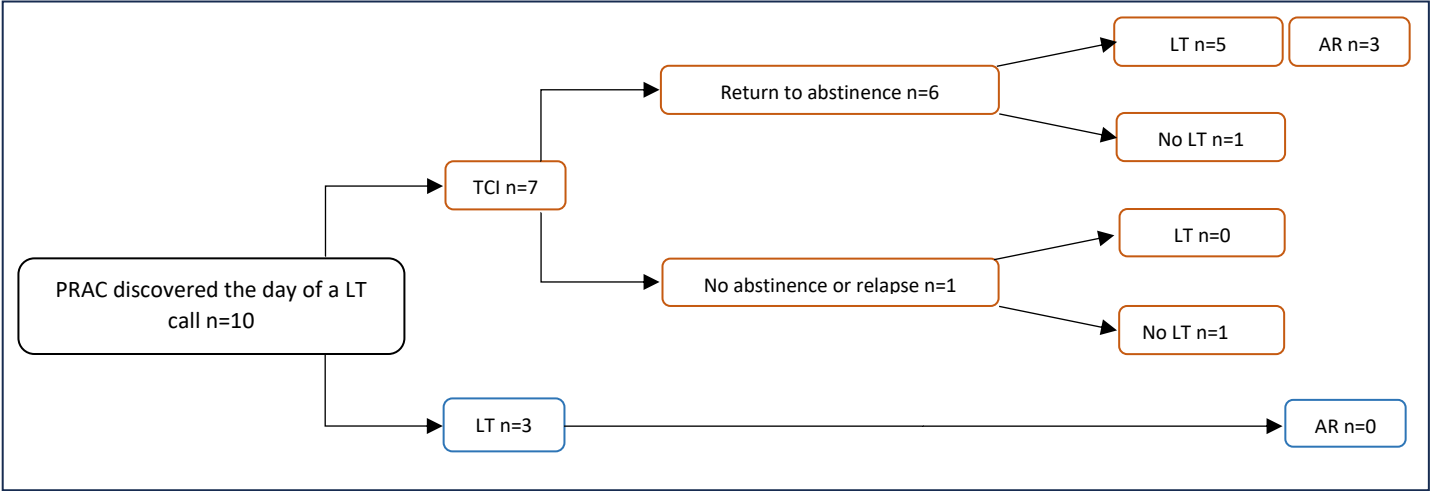 LT n=5
AR n=3
Return to abstinence n=6
No LT n=1
TCI n=7
LT n=0
PRAC discovered the day of a LT
call n=10
No abstinence or relapse n=1
No LT n=1
LT n=3
AR n=0